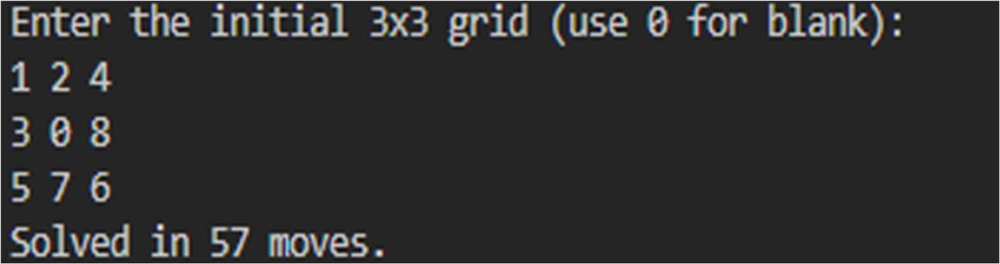 Enter the initial 3x3 grid (use 0 for blank):
1 2 4
3 0 8
5 7 6
Solved in 57 moves.